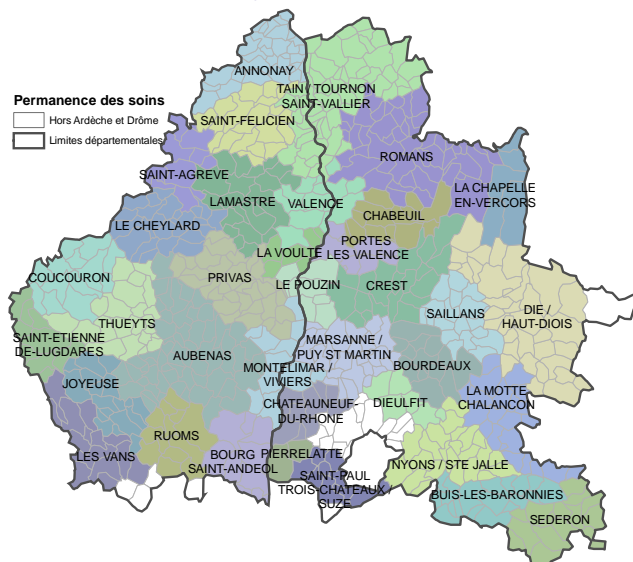 Permanence des soins
Hors Ardèche et Drôme
Limites départementales
ANNONAY
TAIN / TOURNON
SAINT-VALLIER
SAINT-FELICIEN
ROMANS
SAINT-AGREVE
LA CHAPELLE
EN-VERCORS
LAMASTRE
VALENCE
CHABEUIL
LE CHEYLARD
PORTES
LES VALENCE
LA VOULTE
COUCOURON
PRIVAS
LE POUZIN
CREST
SAILLANS
DIE /
HAUT-DIOIS
THUEYTS
SAINT-ETIENNE
DE-LUGDARES
AUBENAS
MARSANNE /
PUY ST MARTIN
BOURDEAUX
MONTELIMAR /
VIVIERS
JOYEUSE
LA MOTTE
CHALANCON
CHATEAUNEUF-
DU-RHONE
DIEULFIT
RUOMS
LES VANS
BOURG
SAINT-ANDEOL
PIERRELATTE
NYONS / STE JALLE
SAINT-PAUL
TROIS-CHATEAUX /
SUZE
BUIS-LES-BARONNIES
SEDERON